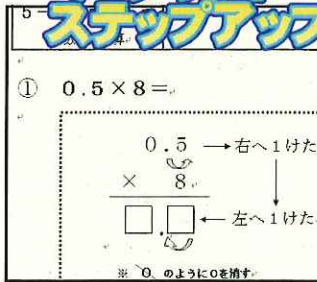 ステップアップ
① 0.5×8=
0.5 → 右へ1けた
× 8
□.□ ← 左へ1けた
※ 0. のように0を消す